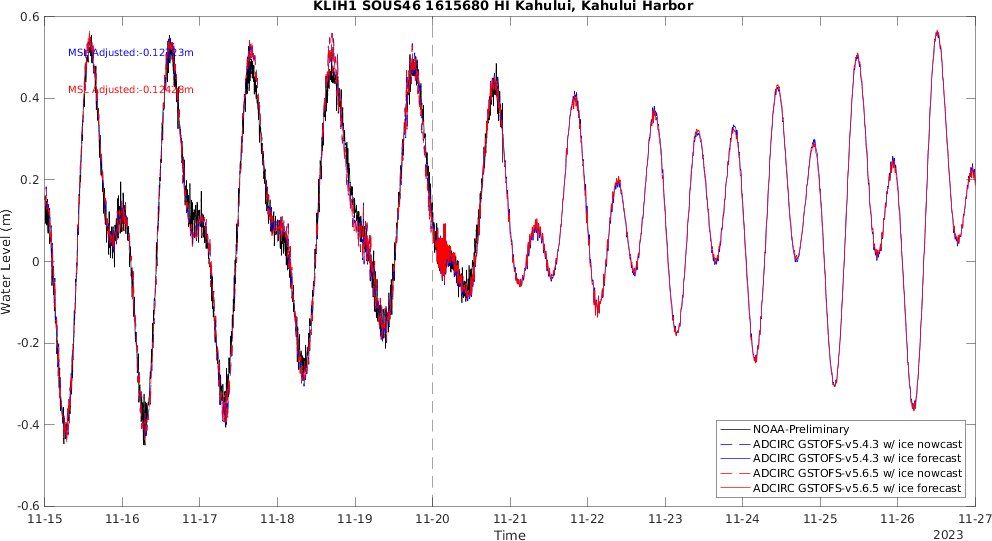 KLIH1 SOUS46 1615680 HI Kahului, Kahului Harbor
Water Level (m)
0.6
0.4
0.2
0
-0.2
-0.4
-0.6
MSL Adjusted:
MSL Adjusted:
NOAA-Preliminary
ADCIRC GSTOFS-v5.4.3 w/ ice nowcast
ADCIRC GSTOFS-v5.4.3 w/ ice forecast
ADCIRC GSTOFS-v5.6.5 w/ ice nowcast
ADCIRC GSTOFS-v5.6.5 w/ ice forecast
11-15 11-16 11-17 11-18 11-19 11-20 11-21 11-22 11-23 11-24 11-25 11-26 11-27
Time
2023